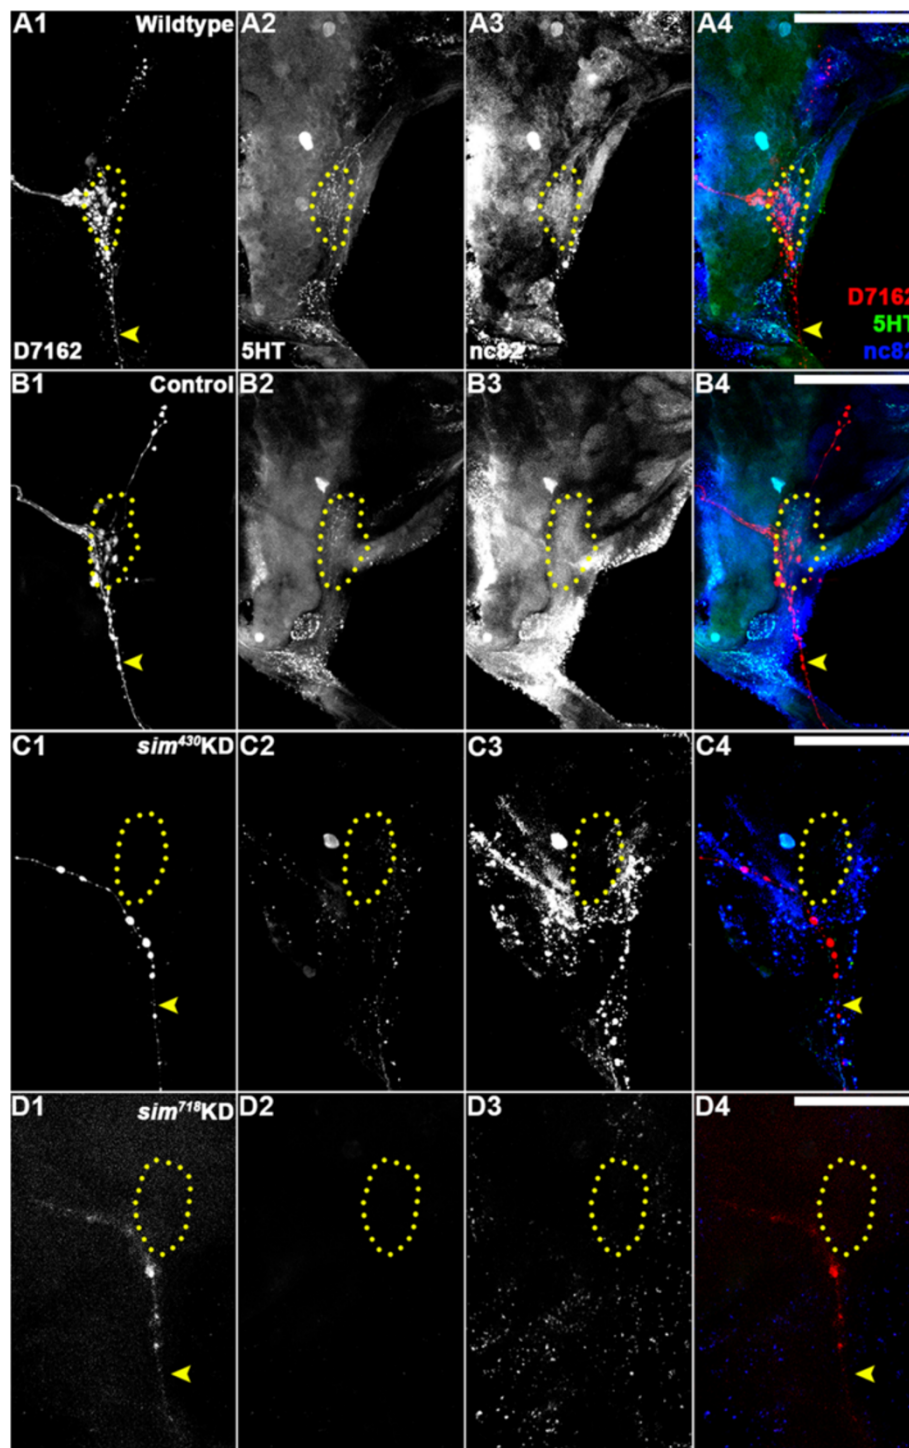 A1 Wildtype A2 A3 A4
D7162 5HT nc82 D7162
5HT
nc82
B1 Control B2 B3 B4
C1 sim⁴³⁰KD C2 C3 C4
D1 sim⁷¹⁸KD D2 D3 D4